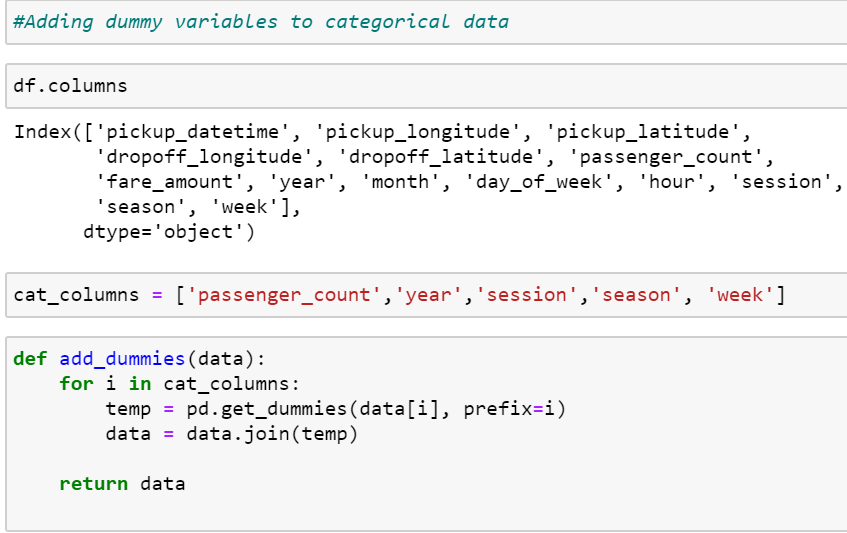 #Adding dummy variables to categorical data
df.columns
Index(['pickup_datetime', 'pickup_longitude', 'pickup_latitude',
       'dropoff_longitude', 'dropoff_latitude', 'passenger_count',
       'fare_amount', 'year', 'month', 'day_of_week', 'hour', 'session',
       'season', 'week'],
      dtype='object')
cat_columns = ['passenger_count','year','session','season', 'week']
def add_dummies(data):
    for i in cat_columns:
        temp = pd.get_dummies(data[i], prefix=i)
        data = data.join(temp)
    return data